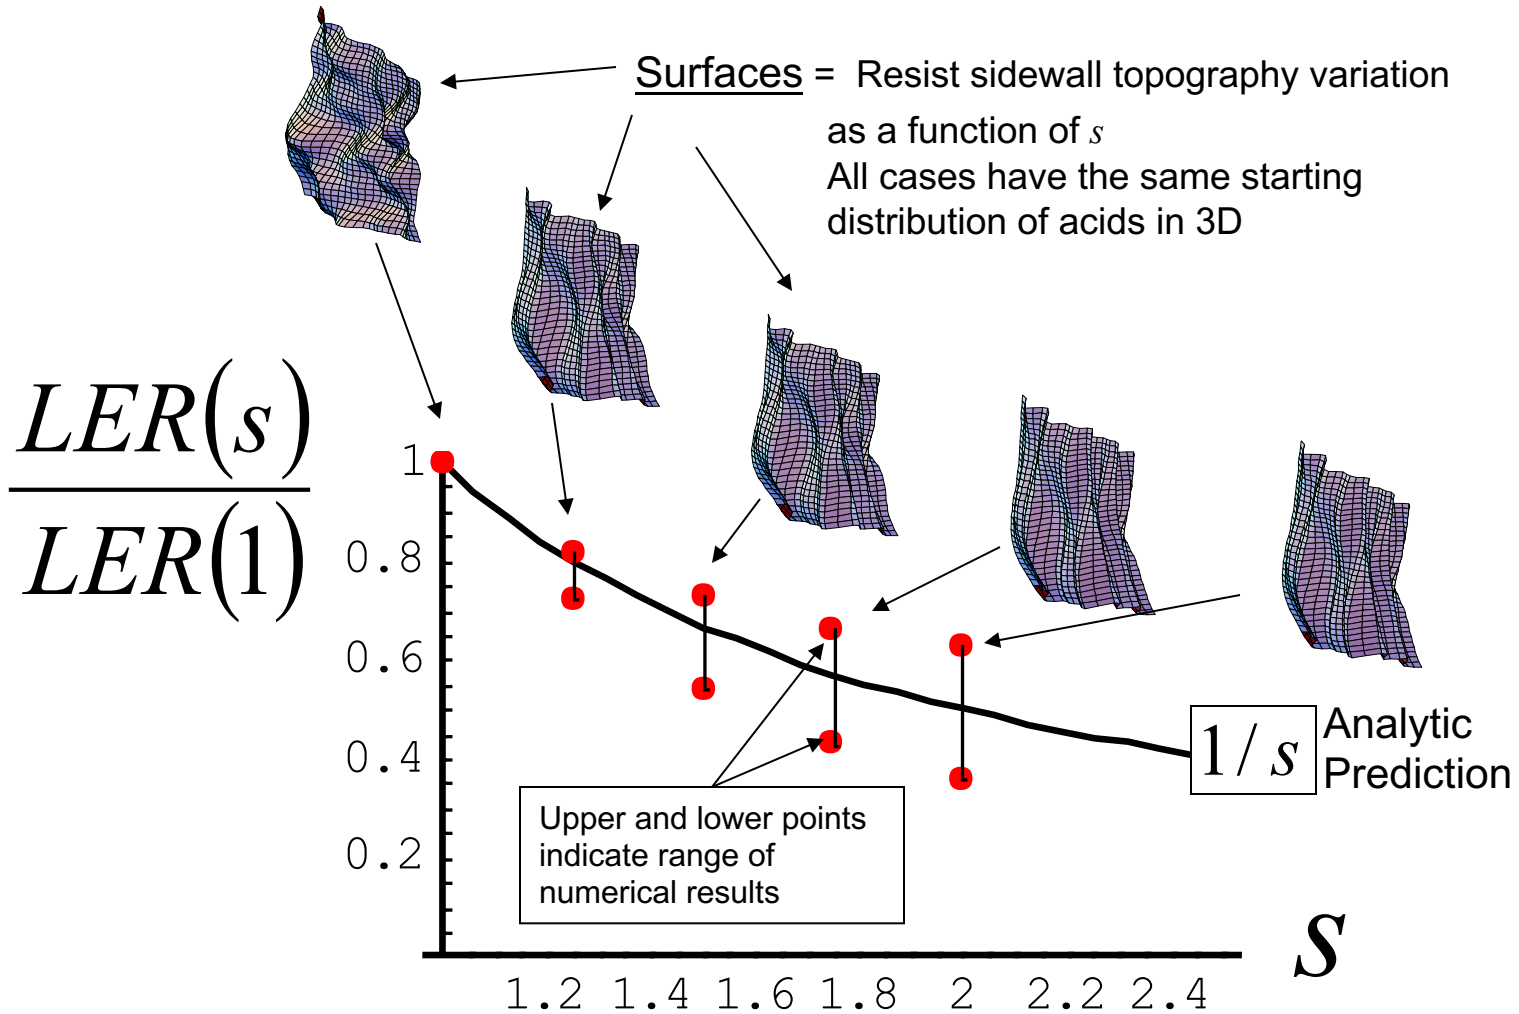 Surfaces = Resist sidewall topography variation
as a function of s
All cases have the same starting
distribution of acids in 3D
LER(s)
LER(1)
1
0.8
0.6
0.4
0.2
1/s
Analytic
Prediction
Upper and lower points
indicate range of
numerical results
s
1.2 1.4 1.6 1.8 2 2.2 2.4